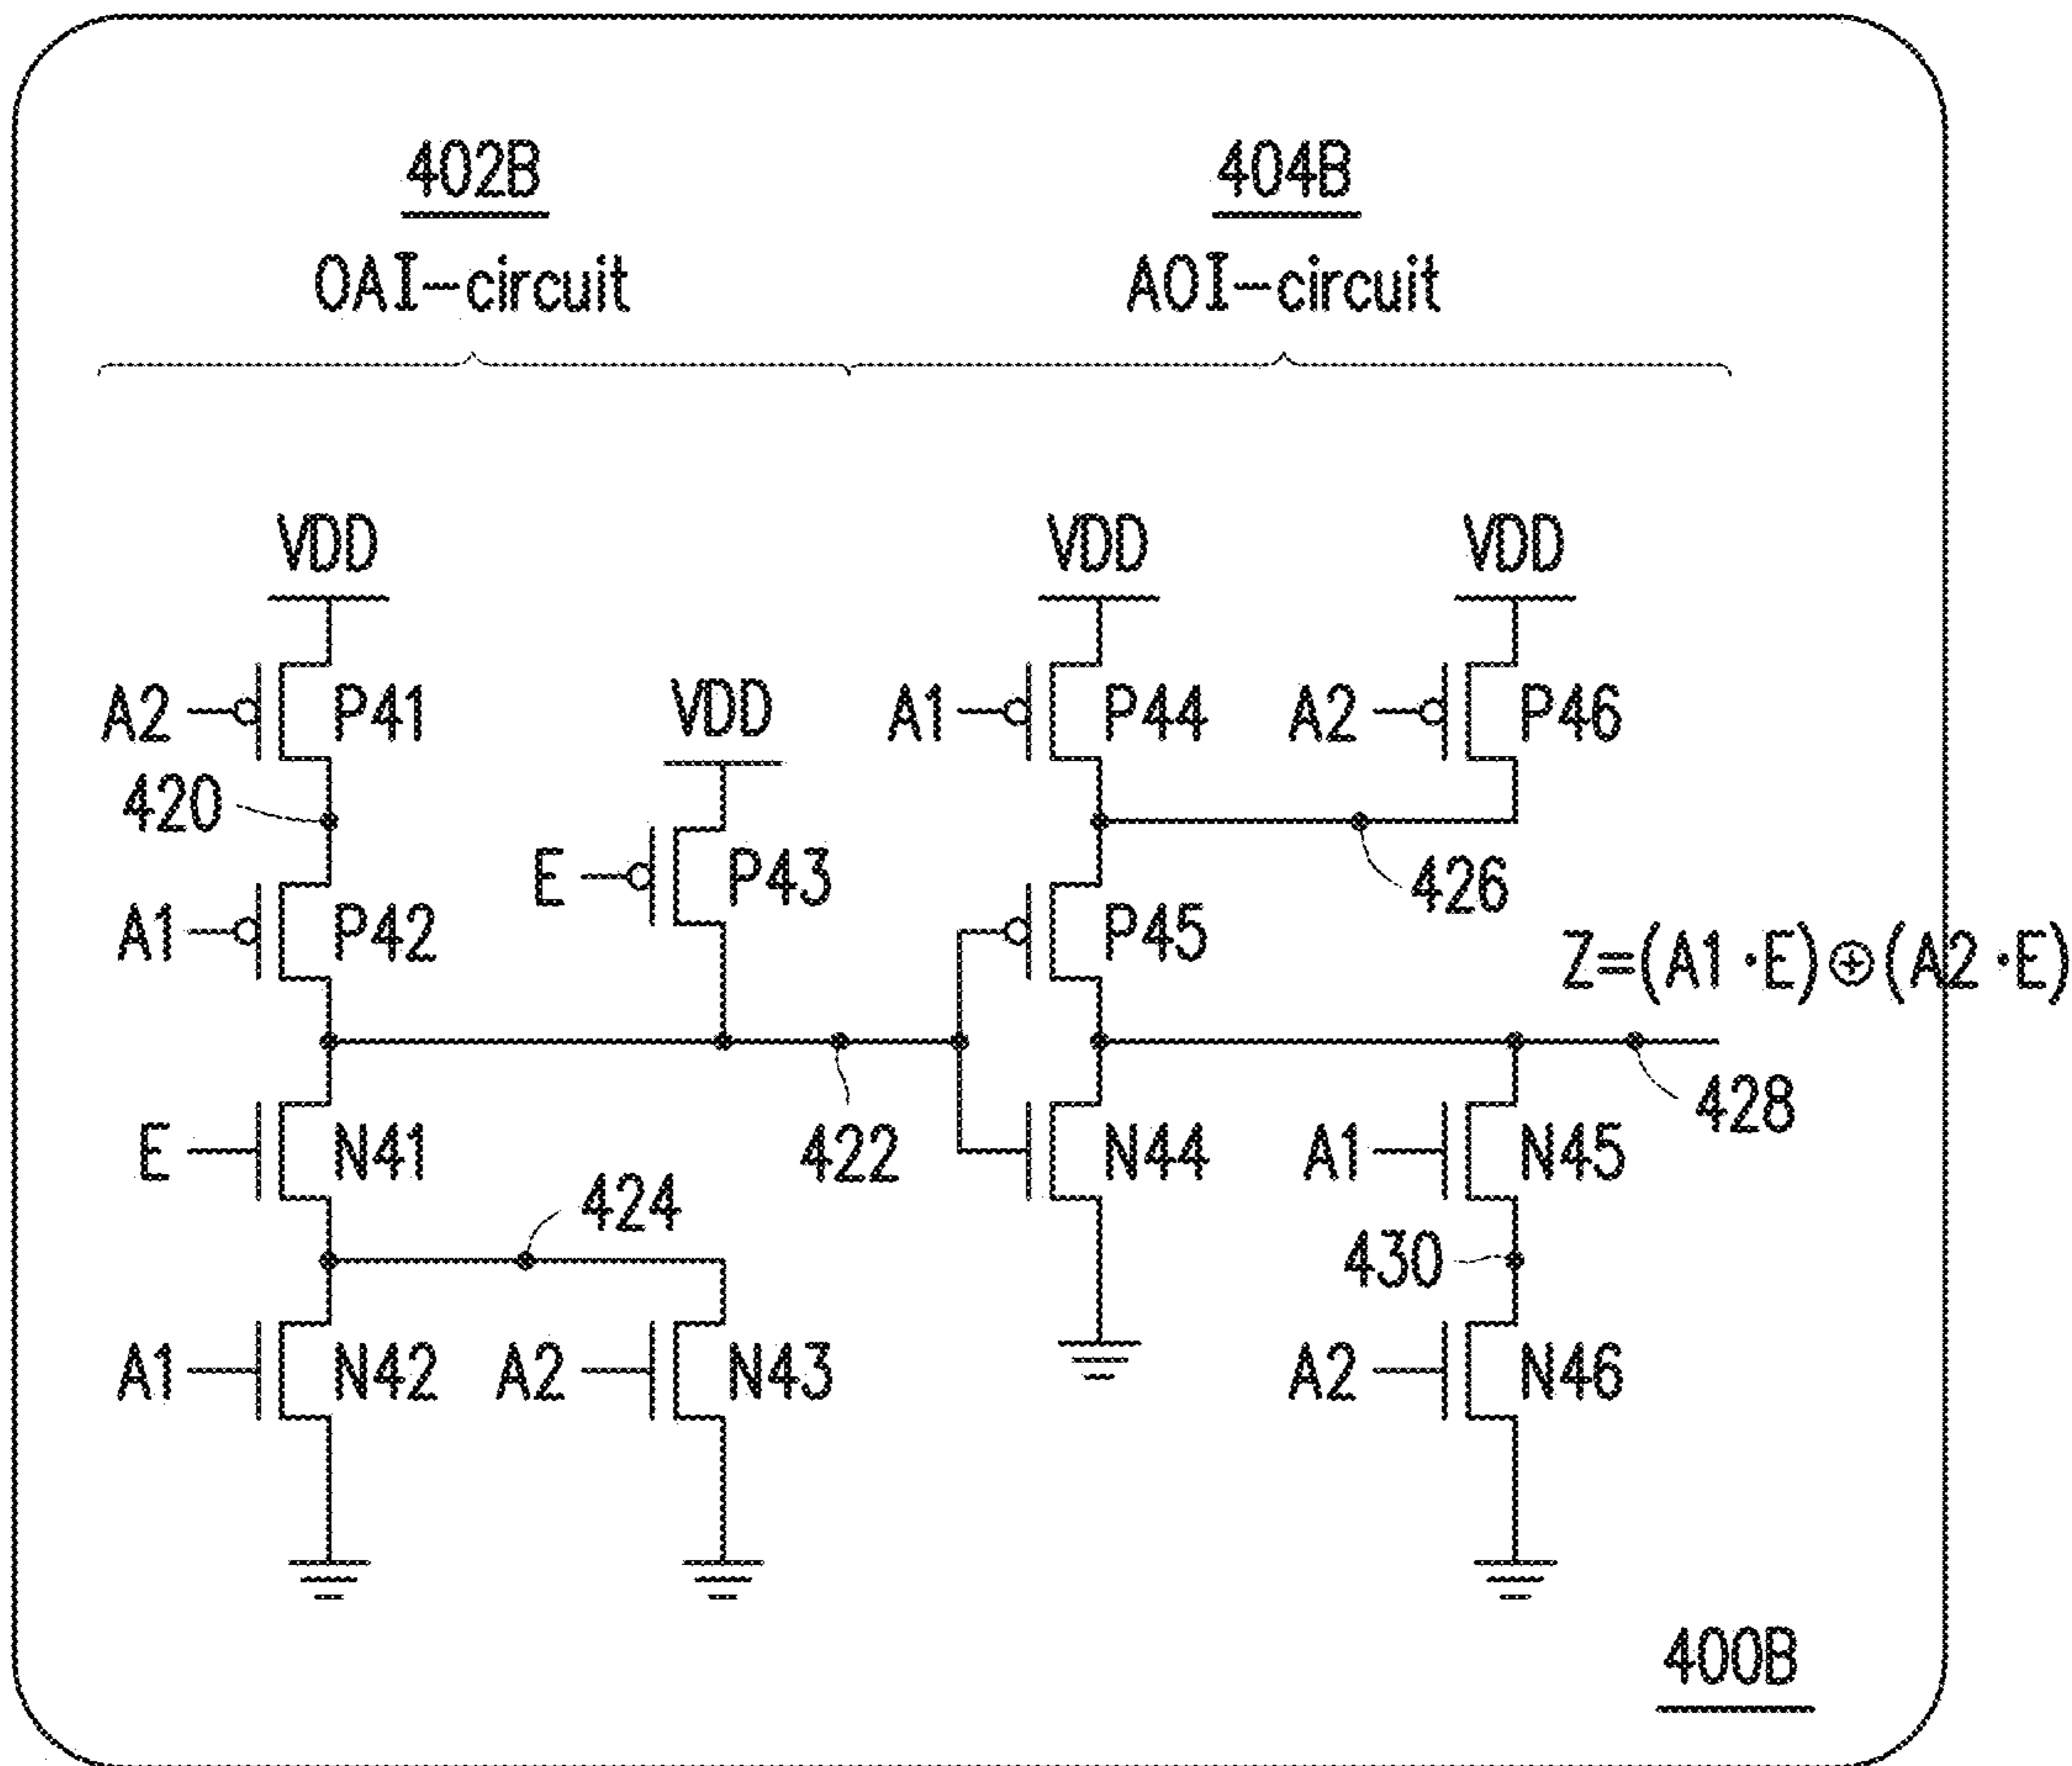 402B
404B
OAI-circuit
AOI-circuit
VDD
VDD
VDD
A2
P41
VDD
A1
P44
A2
P46
420
E
P43
426
A1
P42
P45
Z=(A1·E)⊕(A2·E)
428
E
N41
422
N44
A1
N45
424
430
A1
N42
A2
N43
A2
N46
400B